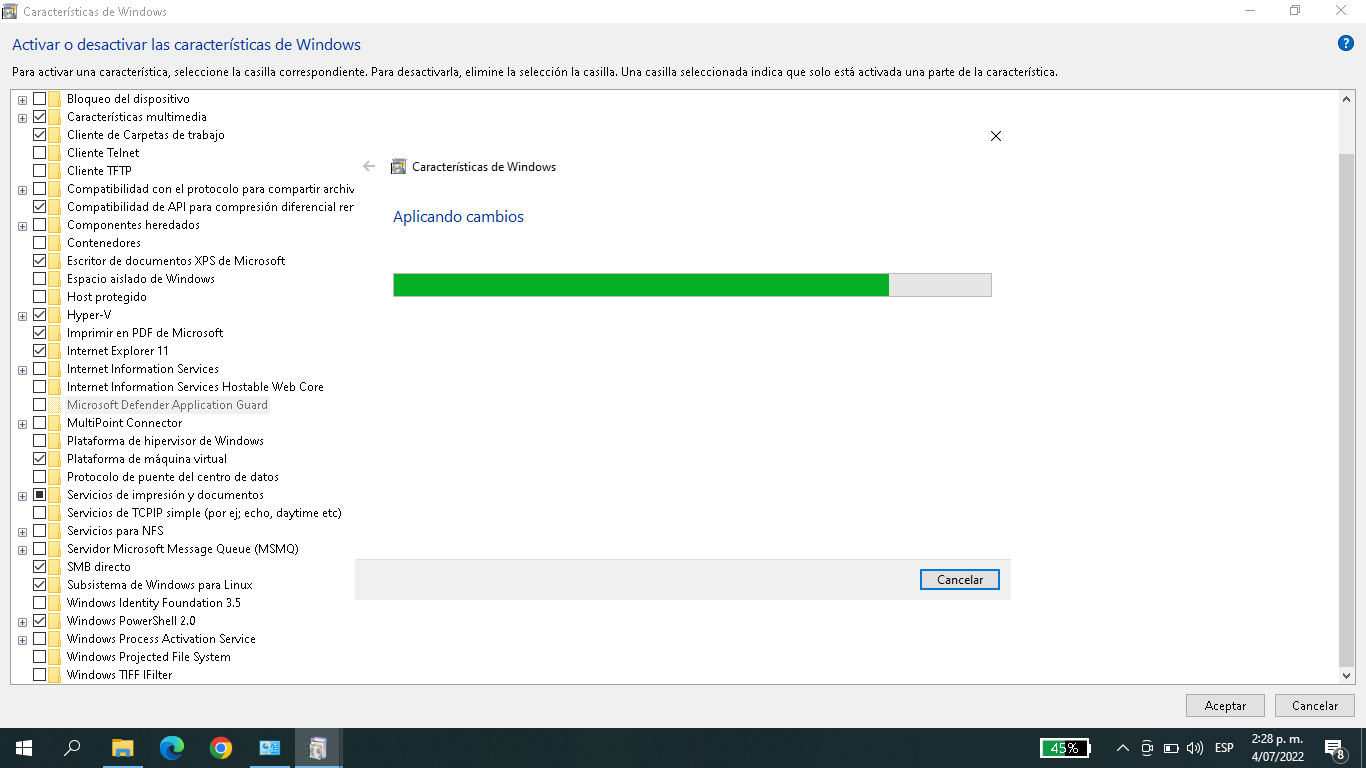 Características de Windows
Activar o desactivar las características de Windows
?
Para activar una característica, seleccione la casilla correspondiente. Para desactivarla, elimine la selección la casilla. Una casilla seleccionada indica que solo está activada una parte de la característica.
Bloqueo del dispositivo
Características multimedia
Cliente de Carpetas de trabajo
Cliente Telnet
Cliente TFTP
Compatibilidad con el protocolo para compartir archiv
Compatibilidad de API para compresión diferencial rer
Componentes heredados
Contenedores
Escritor de documentos XPS de Microsoft
Espacio aislado de Windows
Host protegido
Hyper-V
Imprimir en PDF de Microsoft
Internet Explorer 11
Internet Information Services
Internet Information Services Hostable Web Core
Microsoft Defender Application Guard
MultiPoint Connector
Plataforma de hipervisor de Windows
Plataforma de máquina virtual
Protocolo de puente del centro de datos
Servicios de impresión y documentos
Servicios de TCPIP simple (por ej; echo, daytime etc)
Servicios para NFS
Servidor Microsoft Message Queue (MSMQ)
SMB directo
Subsistema de Windows para Linux
Windows Identity Foundation 3.5
Windows PowerShell 2.0
Windows Process Activation Service
Windows Projected File System
Windows TIFF IFilter
Características de Windows
Aplicando cambios
Cancelar
Aceptar
Cancelar
45%
ESP
2:28 p. m.
4/07/2022
8